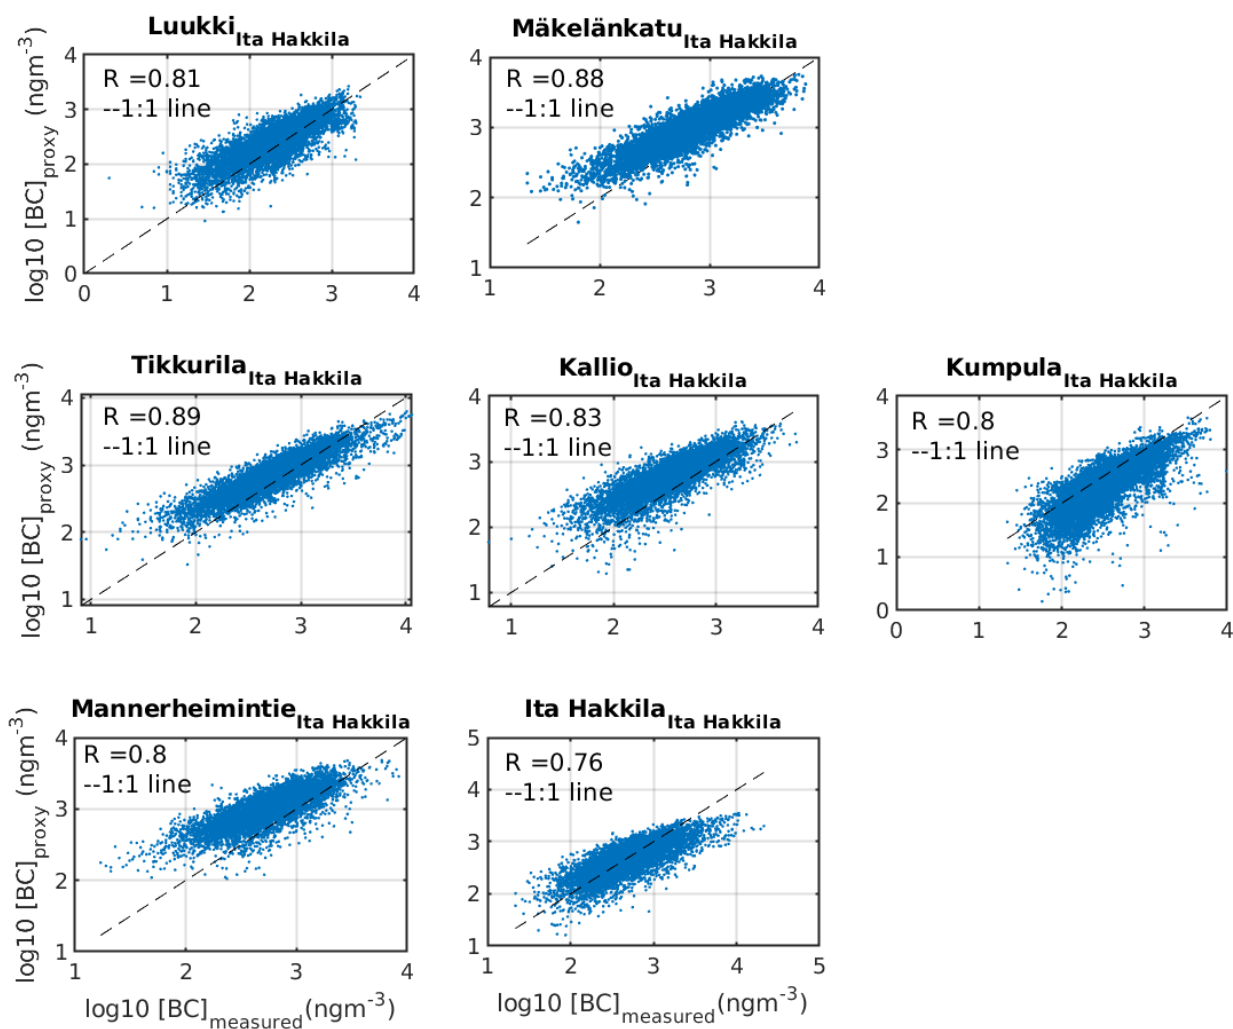 Luukki Ita Hakkila
log10 [BC]proxy (ngm-3)
R =0.81
--1:1 line
4
3
2
1
0
0 1 2 3 4
Mäkelänkatu Ita Hakkila
R =0.88
--1:1 line
4
3
2
1
1 2 3 4
Tikkurila Ita Hakkila
log10 [BC]proxy (ngm-3)
R =0.89
--1:1 line
4
3
2
1
1 2 3 4
Kallio Ita Hakkila
R =0.83
--1:1 line
4
3
2
1
1 2 3 4
Kumpula Ita Hakkila
R =0.8
--1:1 line
4
3
2
1
0
0 1 2 3 4
Mannerheimintie Ita Hakkila
log10 [BC]proxy (ngm-3)
R =0.8
--1:1 line
4
3
2
1
1 2 3 4
log10 [BC]measured(ngm-3)
Ita Hakkila Ita Hakkila
R =0.76
--1:1 line
5
4
3
2
1
1 2 3 4 5
log10 [BC]measured(ngm-3)